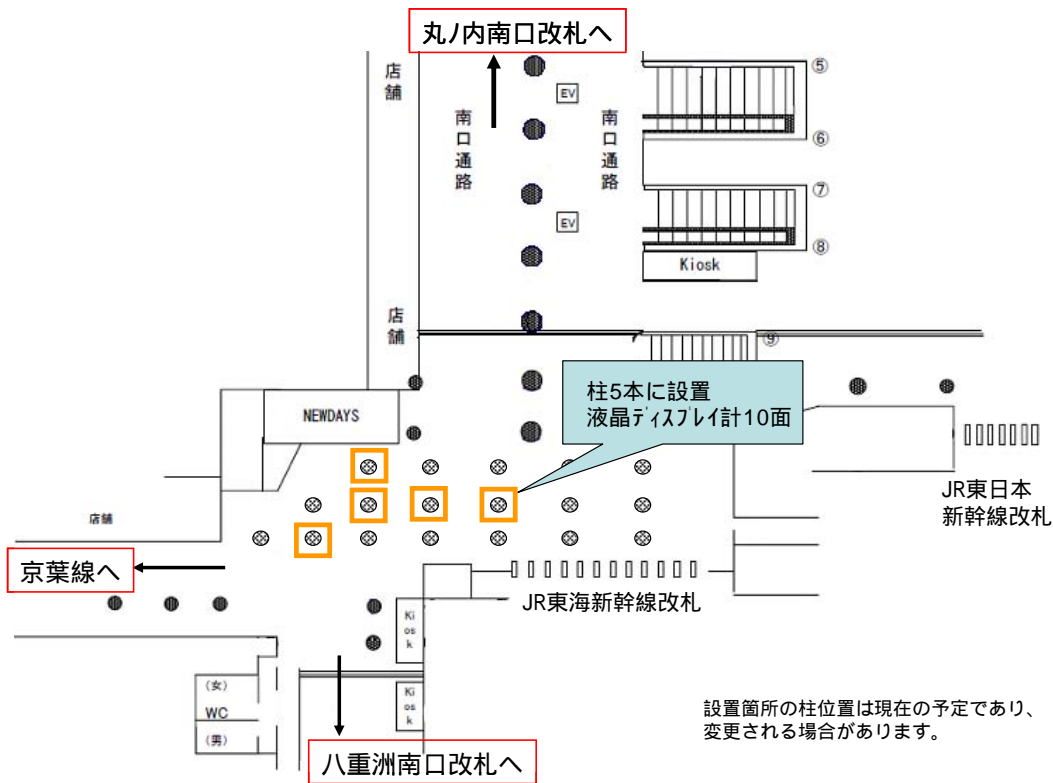 丸ノ内南口改札へ
店舗
南口通路
EV
南口通路
⑤
⑥
⑦
EV
⑧
Kiosk
店舗
⑨
柱5本に設置
液晶ディスプレイ計10面
NEWDAYS
JR東日本
新幹線改札
店舗
京葉線へ
JR東海新幹線改札
Kiosk
(女)
WC
(男)
Kiosk
設置箇所の柱位置は現在の予定であり、
変更される場合があります。
八重洲南口改札へ